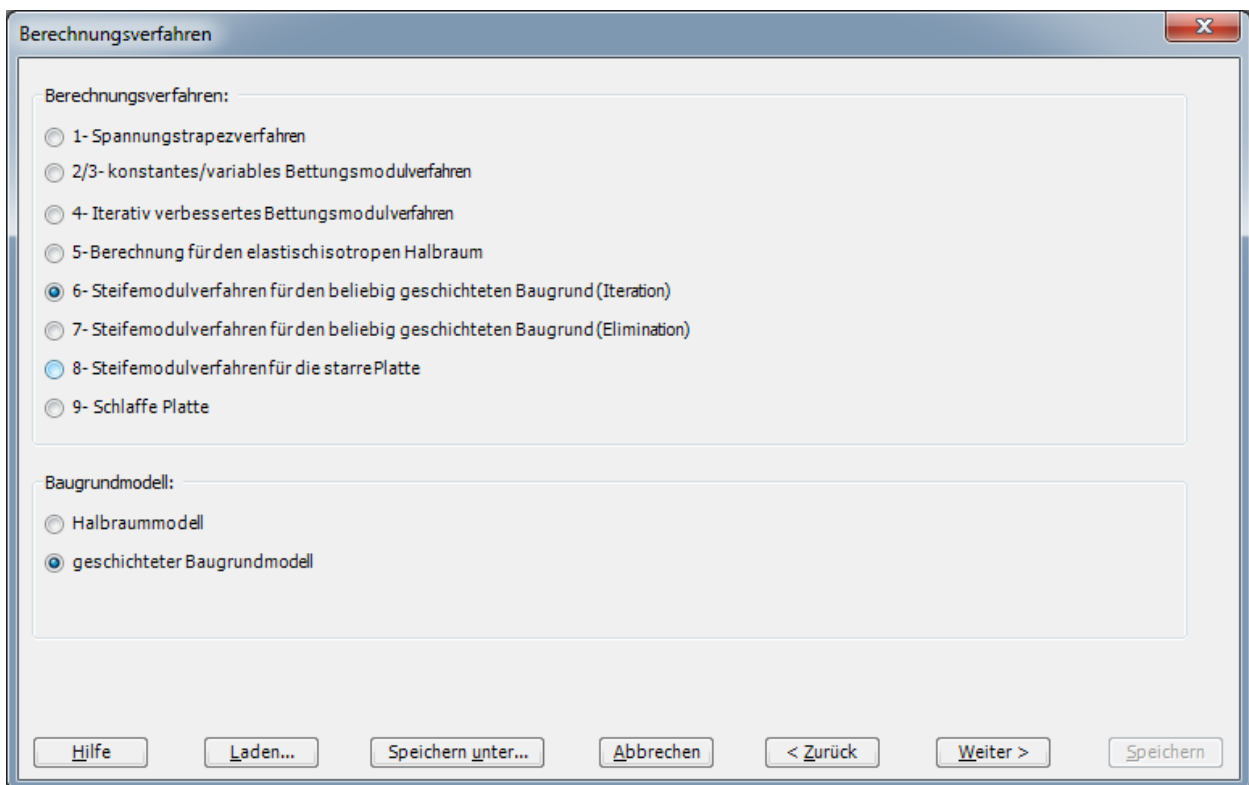 Berechnungsverfahren
x
Berechnungsverfahren:
1- Spannungstrapezverfahren
2/3- konstantes/variables Bettungsmodulverfahren
4- Iterativ verbessertes Bettungsmodulverfahren
5- Berechnung für den elastisch isotropen Halbraum
6- Steifemodulverfahren für den beliebig geschichteten Baugrund (Iteration)
7- Steifemodulverfahren für den beliebig geschichteten Baugrund (Elimination)
8- Steifemodulverfahren für die starre Platte
9- Schlaffe Platte
Baugrundmodell:
Halbraummodell
geschichteter Baugrundmodell
Hilfe Laden... Speichern unter... Abbrechen < Zurück Weiter > Speichern